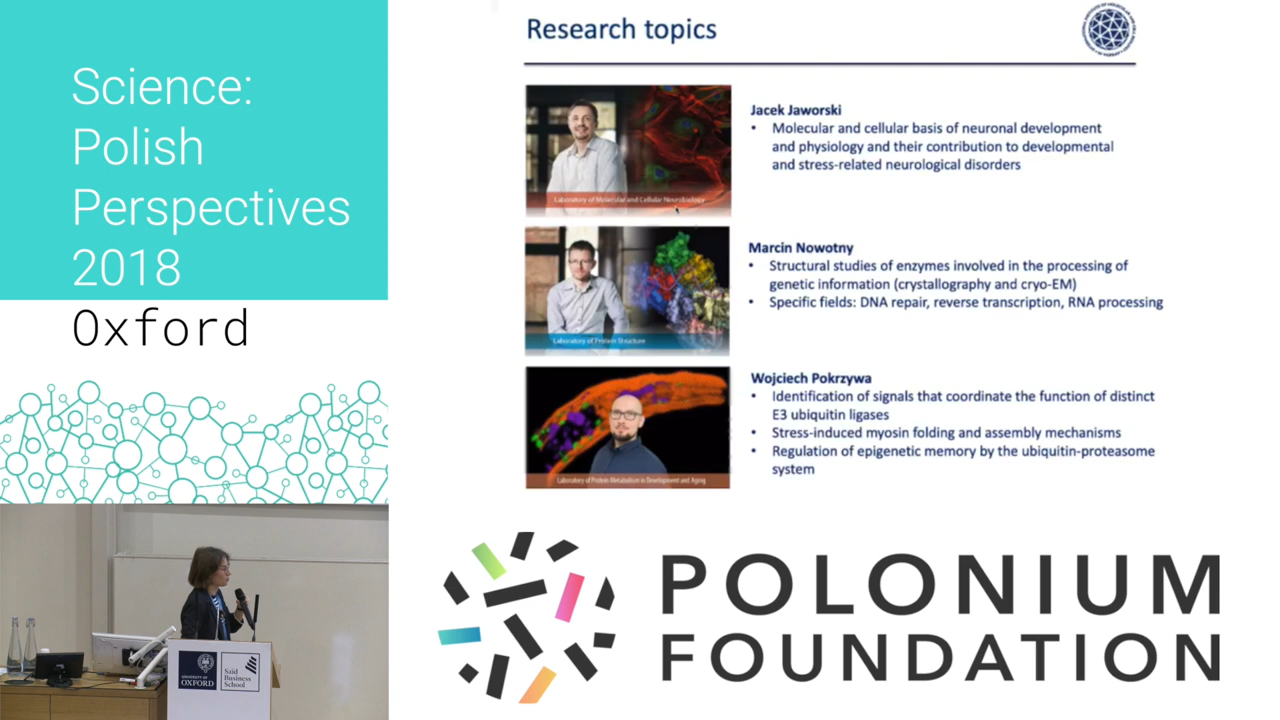 Science:
Polish
Perspectives
2018
Oxford
Research topics
Jacek Jaworski
• Molecular and cellular basis of neuronal development
and physiology and their contribution to developmental
and stress-related neurological disorders
Laboratory of Molecular and Cellular Neurobiology
Marcin Nowotny
• Structural studies of enzymes involved in the processing of
genetic information (crystallography and cryo-EM)
• Specific fields: DNA repair, reverse transcription, RNA processing
Laboratory of Protein Structure
Wojciech Pokrzywa
• Identification of signals that coordinate the function of distinct
E3 ubiquitin ligases
• Stress-induced myosin folding and assembly mechanisms
• Regulation of epigenetic memory by the ubiquitin-proteasome
system
Laboratory of Protein Metabolism in Development and Aging
UNIVERSITY OF
OXFORD
Saïd
Business
School
POLONIUM
FOUNDATION